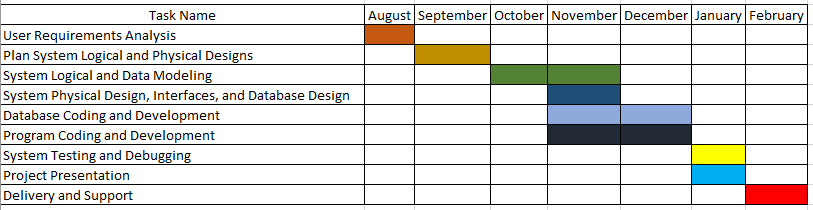 Task Name August September October November December January February
User Requirements Analysis
Plan System Logical and Physical Designs
System Logical and Data Modeling
System Physical Design, Interfaces, and Database Design
Database Coding and Development
Program Coding and Development
System Testing and Debugging
Project Presentation
Delivery and Support